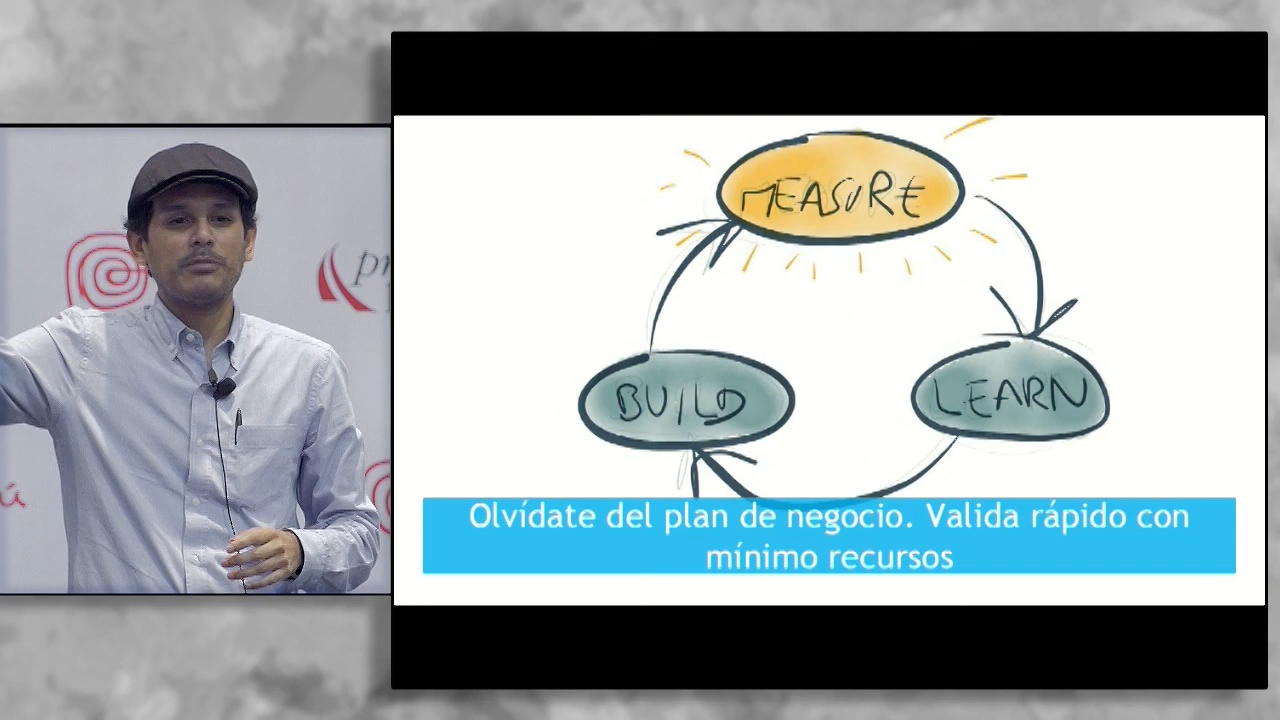 MEASURE
BUILD
LEARN
Olvídate del plan de negocio. Valida rápido con
mínimo recursos